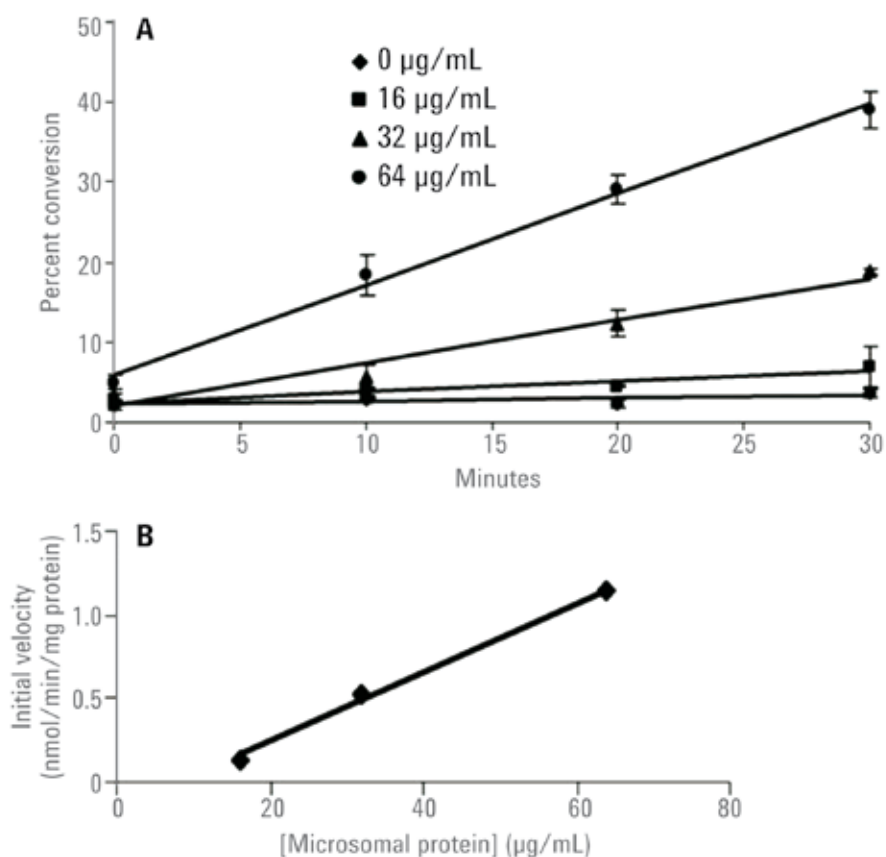 A
50
40
30
20
10
0
Percent conversion
0 µg/mL
16 µg/mL
32 µg/mL
64 µg/mL
0 5 10 15 20 25 30
Minutes
B
1.5
1.0
0.5
0
Initial velocity
(nmol/min/mg protein)
0 20 40 60 80
[Microsomal protein] (µg/mL)